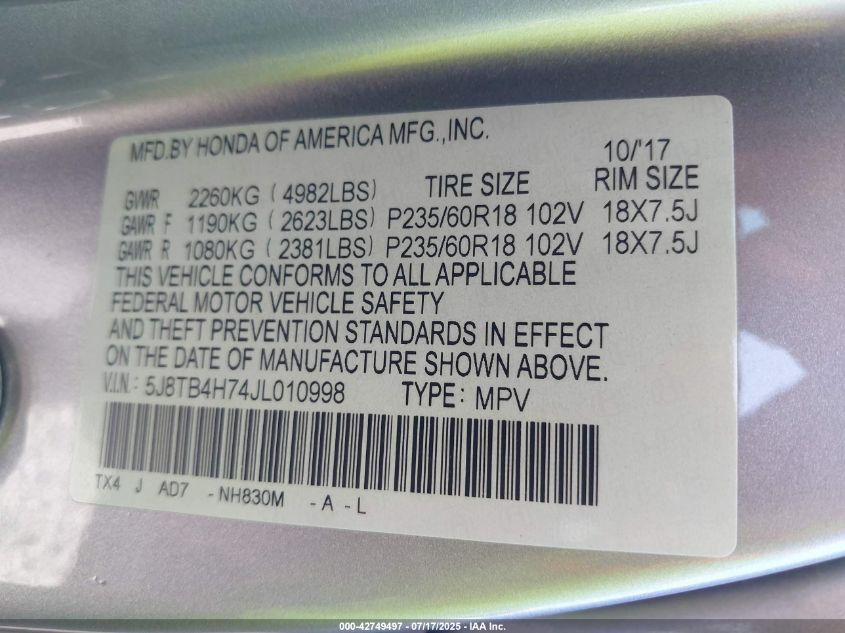 MFD.BY HONDA OF AMERICA MFG.,INC.
10/'17
GVWR 2260KG ( 4982LBS) TIRE SIZE RIM SIZE
GAWR F 1190KG ( 2623LBS) P235/60R18 102V 18X7.5J
GAWR R 1080KG ( 2381LBS) P235/60R18 102V 18X7.5J
THIS VEHICLE CONFORMS TO ALL APPLICABLE
FEDERAL MOTOR VEHICLE SAFETY
AND THEFT PREVENTION STANDARDS IN EFFECT
ON THE DATE OF MANUFACTURE SHOWN ABOVE.
V.I.N.: 5J8TB4H74JL010998 TYPE: MPV
TX4 J AD7 -NH830M -A -L
000-42749497 - 07/17/2025 - IAA Inc.